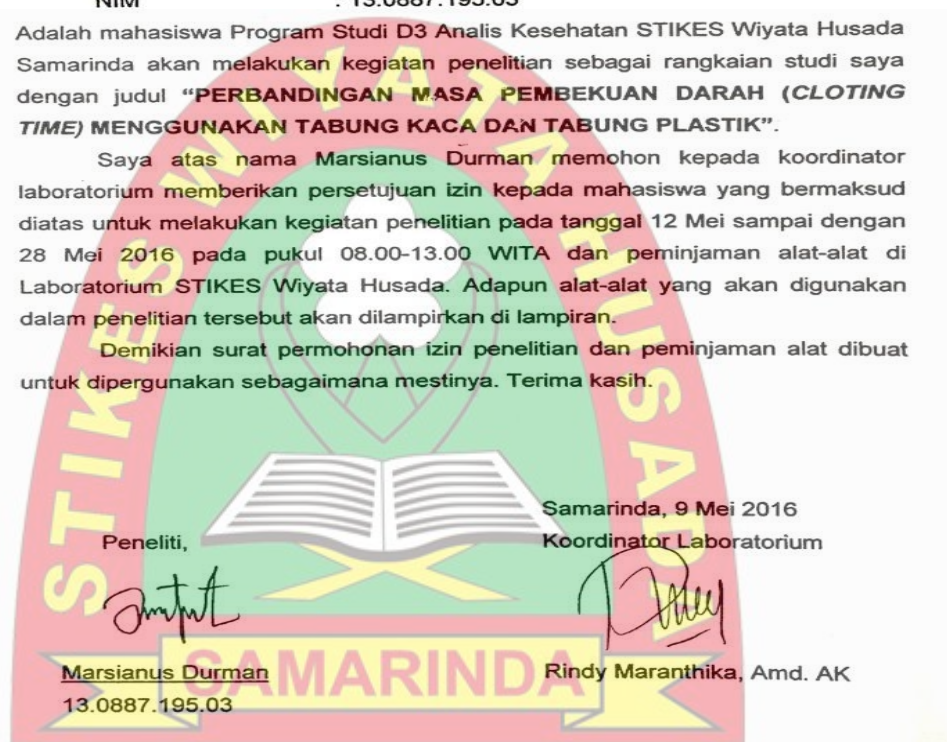 NIM : 13.0887.195.03
Adalah mahasiswa Program Studi D3 Analis Kesehatan STIKES Wiyata Husada
Samarinda akan melakukan kegiatan penelitian sebagai rangkaian studi saya
dengan judul “PERBANDINGAN MASA PEMBEKUAN DARAH (CLOTING
TIME) MENGGUNAKAN TABUNG KACA DAN TABUNG PLASTIK”.
Saya atas nama Marsianus Durman memohon kepada koordinator
laboratorium memberikan persetujuan izin kepada mahasiswa yang bermaksud
diatas untuk melakukan kegiatan penelitian pada tanggal 12 Mei sampai dengan
28 Mei 2016 pada pukul 08.00-13.00 WITA dan peminjaman alat-alat di
Laboratorium STIKES Wiyata Husada. Adapun alat-alat yang akan digunakan
dalam penelitian tersebut akan dilampirkan di lampiran.
Demikian surat permohonan izin penelitian dan peminjaman alat dibuat
untuk dipergunakan sebagaimana mestinya. Terima kasih.
Samarinda, 9 Mei 2016
Peneliti,
Koordinator Laboratorium
Marsianus Durman
13.0887.195.03
Rindy Maranthika, Amd. AK
STIKES WIYATA HUSADA
SAMARINDA